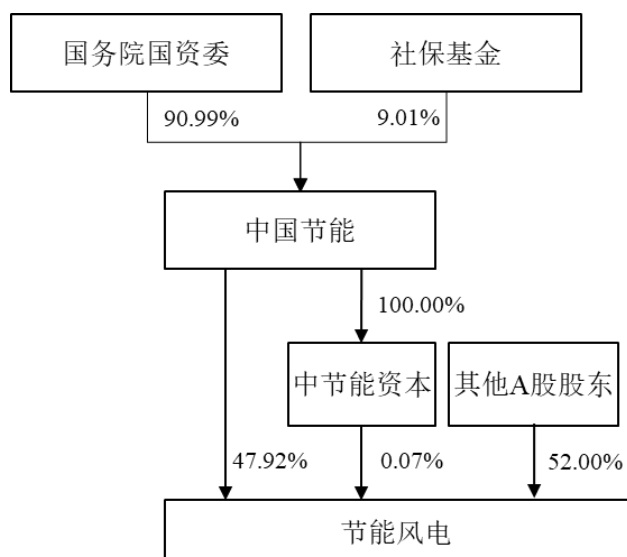 国务院国资委
社保基金
90.99%
9.01%
中国节能
100.00%
中节能资本
其他A股股东
47.92%
0.07%
52.00%
节能风电